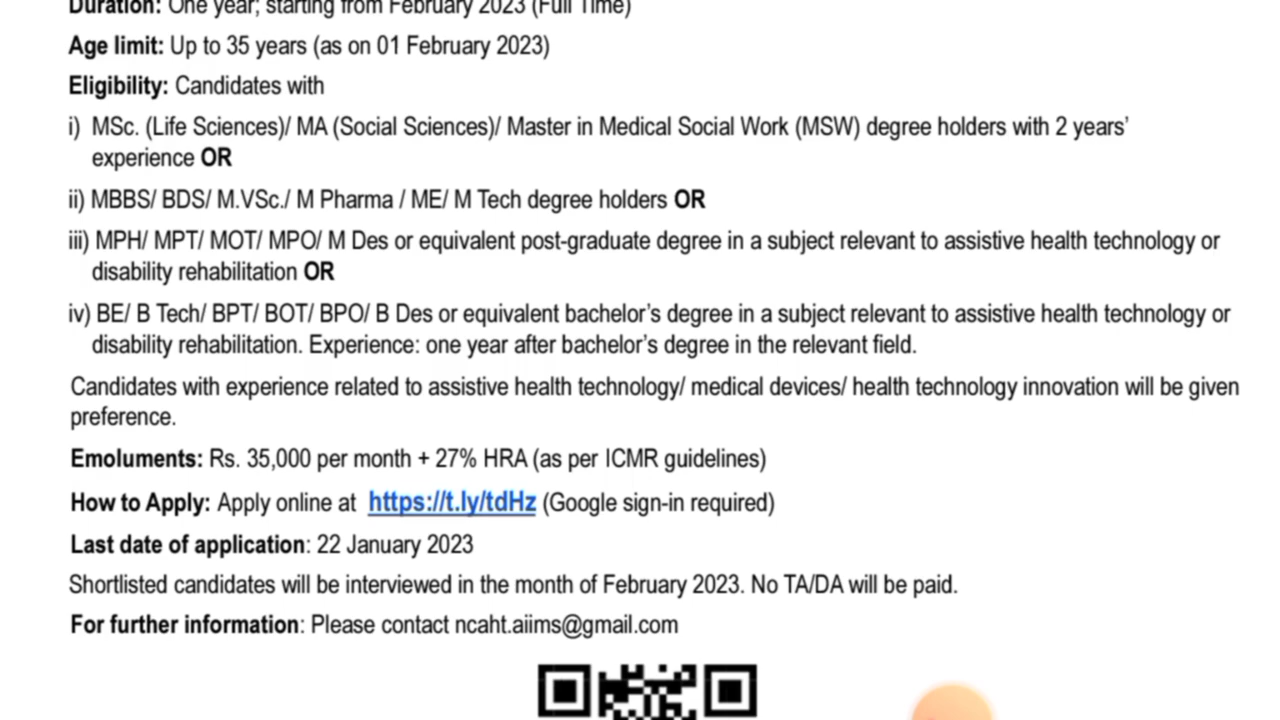 Duration: One year; starting from February 2023 (Full Time)
Age limit: Up to 35 years (as on 01 February 2023)
Eligibility: Candidates with
i) MSc. (Life Sciences)/ MA (Social Sciences)/ Master in Medical Social Work (MSW) degree holders with 2 years’
experience OR
ii) MBBS/ BDS/ M.VSc./ M Pharma / ME/ M Tech degree holders OR
iii) MPH/ MPT/ MOT/ MPO/ M Des or equivalent post-graduate degree in a subject relevant to assistive health technology or
disability rehabilitation OR
iv) BE/ B Tech/ BPT/ BOT/ BPO/ B Des or equivalent bachelor’s degree in a subject relevant to assistive health technology or
disability rehabilitation. Experience: one year after bachelor’s degree in the relevant field.
Candidates with experience related to assistive health technology/ medical devices/ health technology innovation will be given
preference.
Emoluments: Rs. 35,000 per month + 27% HRA (as per ICMR guidelines)
How to Apply: Apply online at https://t.ly/tdHz (Google sign-in required)
Last date of application: 22 January 2023
Shortlisted candidates will be interviewed in the month of February 2023. No TA/DA will be paid.
For further information: Please contact ncaht.aiims@gmail.com